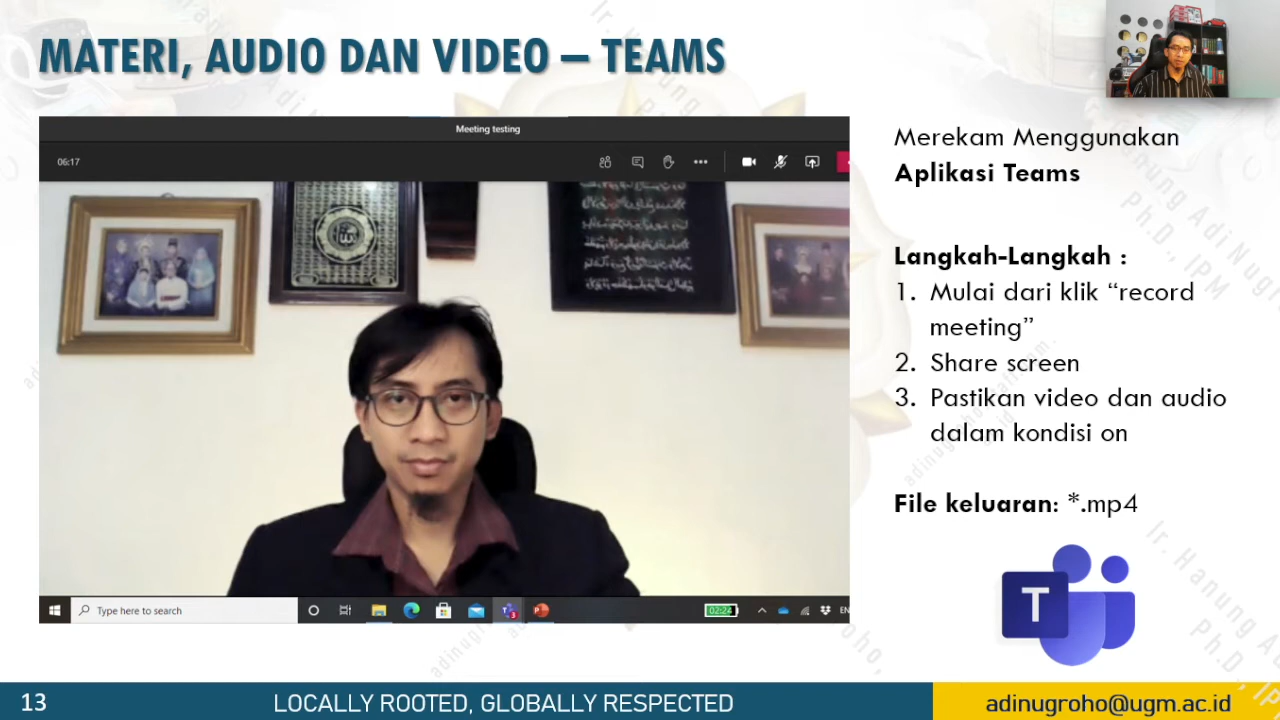 MATERI, AUDIO DAN VIDEO – TEAMS
Meeting testing
06:17
Merekam Menggunakan
Aplikasi Teams
Langkah-Langkah :
1. Mulai dari klik “record
meeting”
2. Share screen
3. Pastikan video dan audio
dalam kondisi on
File keluaran: *.mp4
T
Type here to search
02:24
EN
13
LOCALLY ROOTED, GLOBALLY RESPECTED
adinugroho@ugm.ac.id